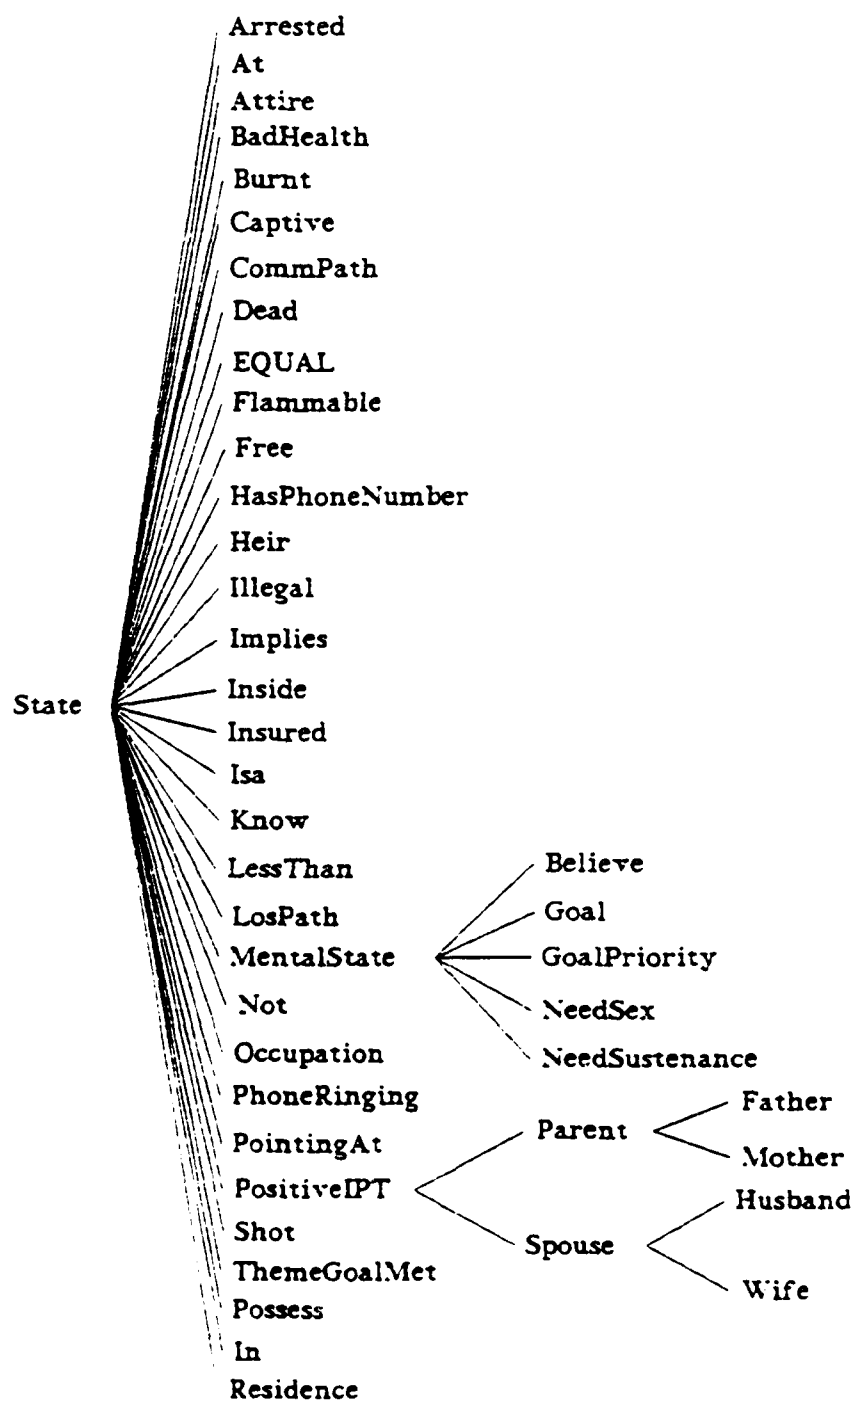 Arrested
At
Attire
BadHealth
Burnt
Captive
CommPath
Dead
EQUAL
Flammable
Free
HasPhoneNumber
Heir
Illegal
Implies
Inside
State
Insured
Isa
Know
LessThan
LosPath
MentalState
Not
Occupation
PhoneRinging
PointingAt
PositiveIPT
Shot
ThemeGoalMet
Possess
In
Residence
Believe
Goal
GoalPriority
NeedSex
NeedSustenance
Parent
Spouse
Father
Mother
Husband
Wife